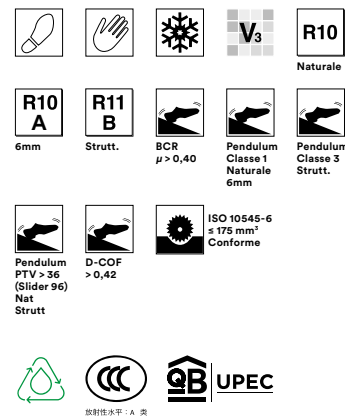 V3
R10
Naturale
R10
A
6mm
R11
B
Strutt.
BCR
μ > 0,40
Pendulum
Classe 1
Naturale
6mm
Pendulum
Classe 3
Strutt.
Pendulum
PTV > 36
(Slider 96)
Nat
Strutt
D-COF
> 0,42
ISO 10545-6
≤ 175 mm³
Conforme
CCC
放射性水平：A 类
QB
UPEC